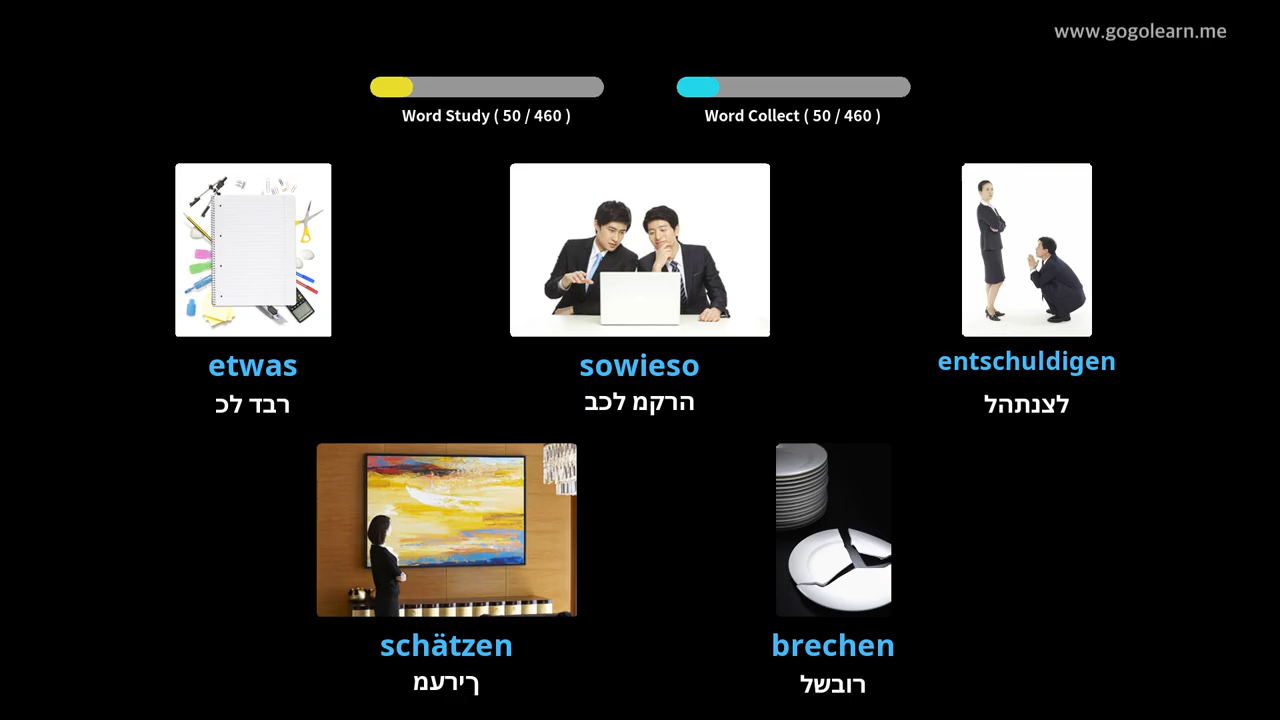 www.gogolearn.me
Word Study ( 50 / 460 )
Word Collect ( 50 / 460 )
etwas
רבד לכ
sowieso
הרקמ לכב
entschuldigen
לצנתהל
schätzen
ךירעמ
brechen
רובשל